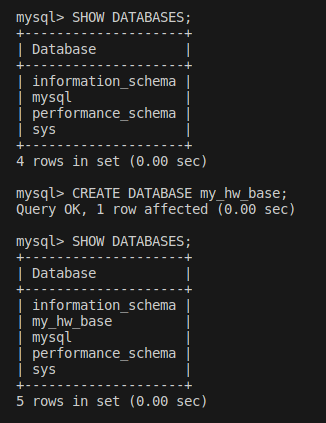 mysql> SHOW DATABASES;
+--------------------+
| Database           |
+--------------------+
| information_schema |
| mysql              |
| performance_schema |
| sys                |
+--------------------+
4 rows in set (0.00 sec)

mysql> CREATE DATABASE my_hw_base;
Query OK, 1 row affected (0.00 sec)

mysql> SHOW DATABASES;
+--------------------+
| Database           |
+--------------------+
| information_schema |
| my_hw_base         |
| mysql              |
| performance_schema |
| sys                |
+--------------------+
5 rows in set (0.00 sec)